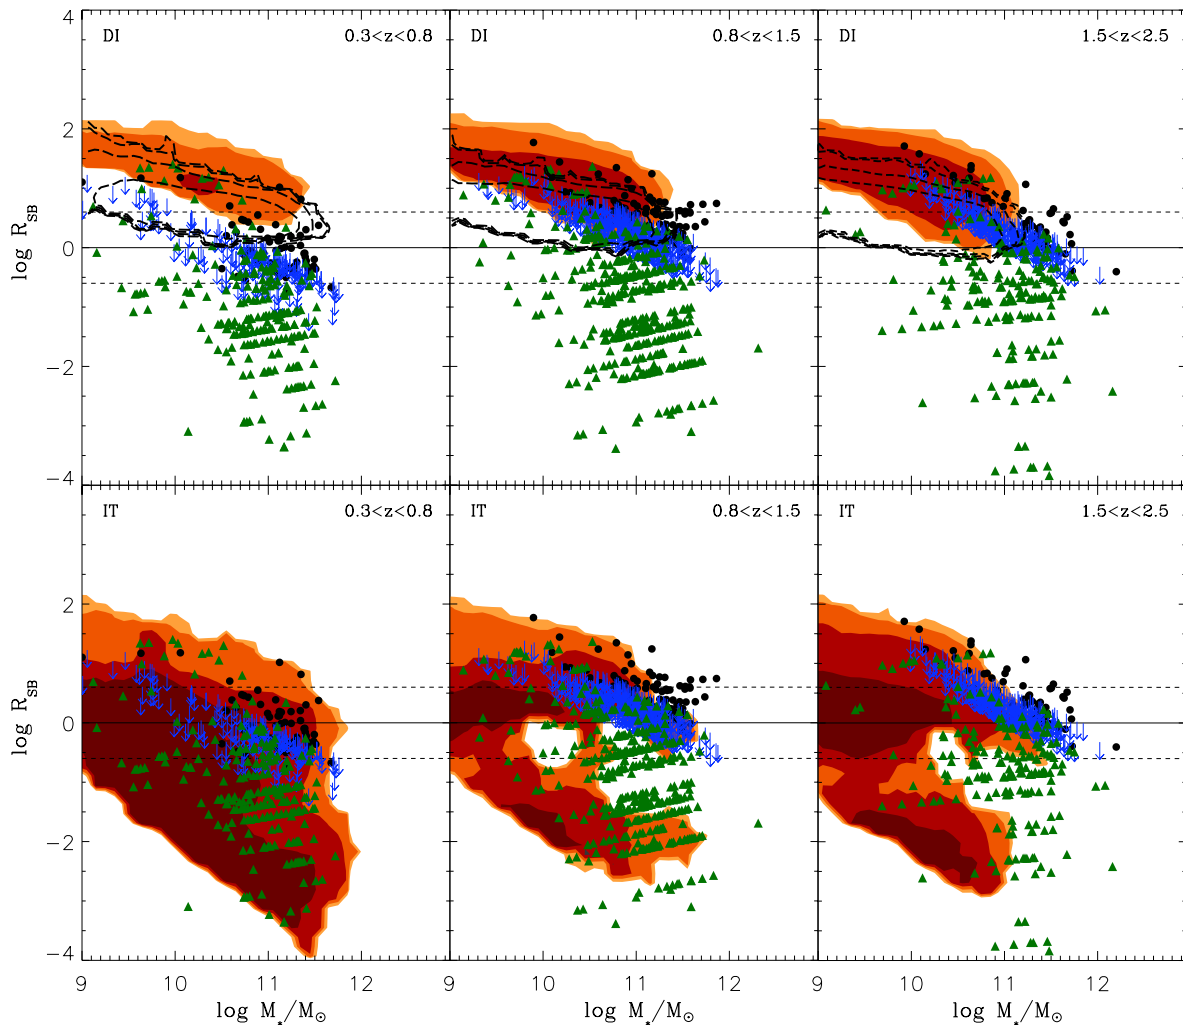 4
DI
0.3<z<0.8
DI
0.8<z<1.5
DI
1.5<z<2.5
2
log R_SB
0
−2
−4
IT
0.3<z<0.8
IT
0.8<z<1.5
IT
1.5<z<2.5
2
log R_SB
0
−2
−4
9 10 11 12
9 10 11 12
9 10 11 12
log M_*/M_⊙
log M_*/M_⊙
log M_*/M_⊙